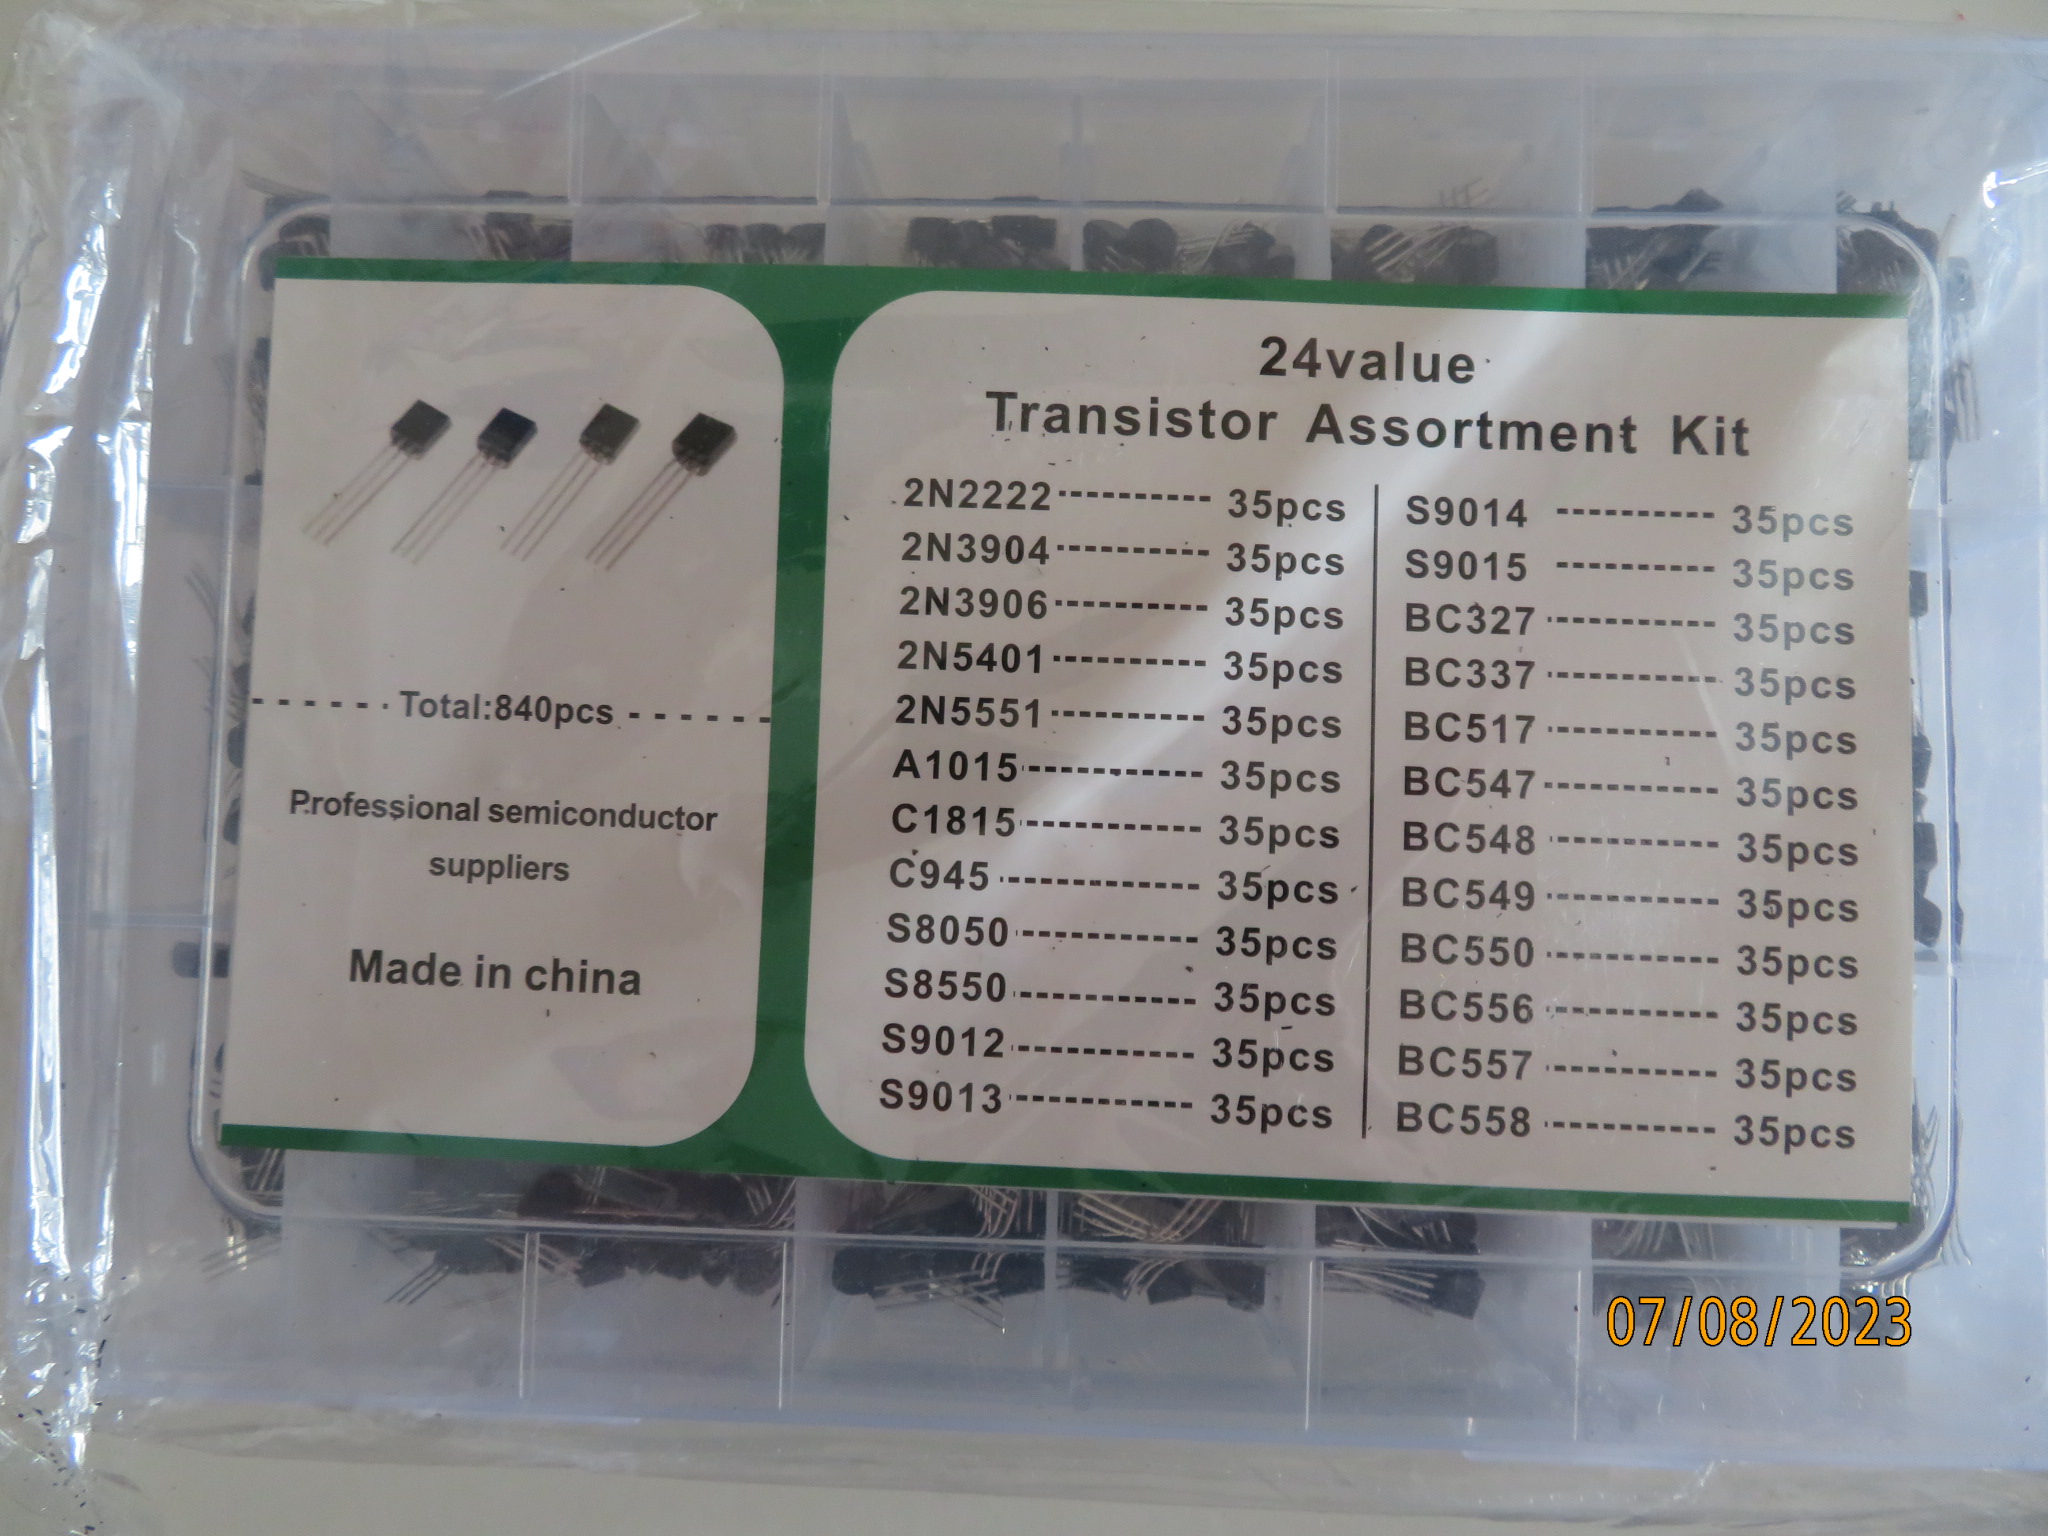 24value
Transistor Assortment Kit
2N2222---------- 35pcs
2N3904---------- 35pcs
2N3906---------- 35pcs
2N5401---------- 35pcs
2N5551---------- 35pcs
A1015----------- 35pcs
C1815----------- 35pcs
C945------------ 35pcs
S8050----------- 35pcs
S8550----------- 35pcs
S9012----------- 35pcs
S9013----------- 35pcs
S9014 ---------- 35pcs
S9015 ---------- 35pcs
BC327----------- 35pcs
BC337----------- 35pcs
BC517----------- 35pcs
BC547----------- 35pcs
BC548----------- 35pcs
BC549----------- 35pcs
BC550----------- 35pcs
BC556----------- 35pcs
BC557----------- 35pcs
BC558----------- 35pcs
Total:840pcs
Professional semiconductor
suppliers
Made in china
07/08/2023